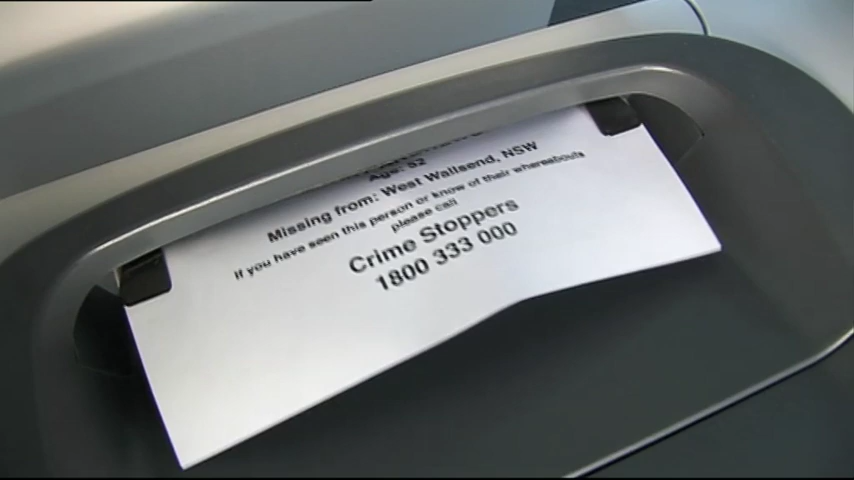 Age: 52
Missing from: West Wallsend, NSW
If you have seen this person or know of their whereabouts
please call
Crime Stoppers
1800 333 000